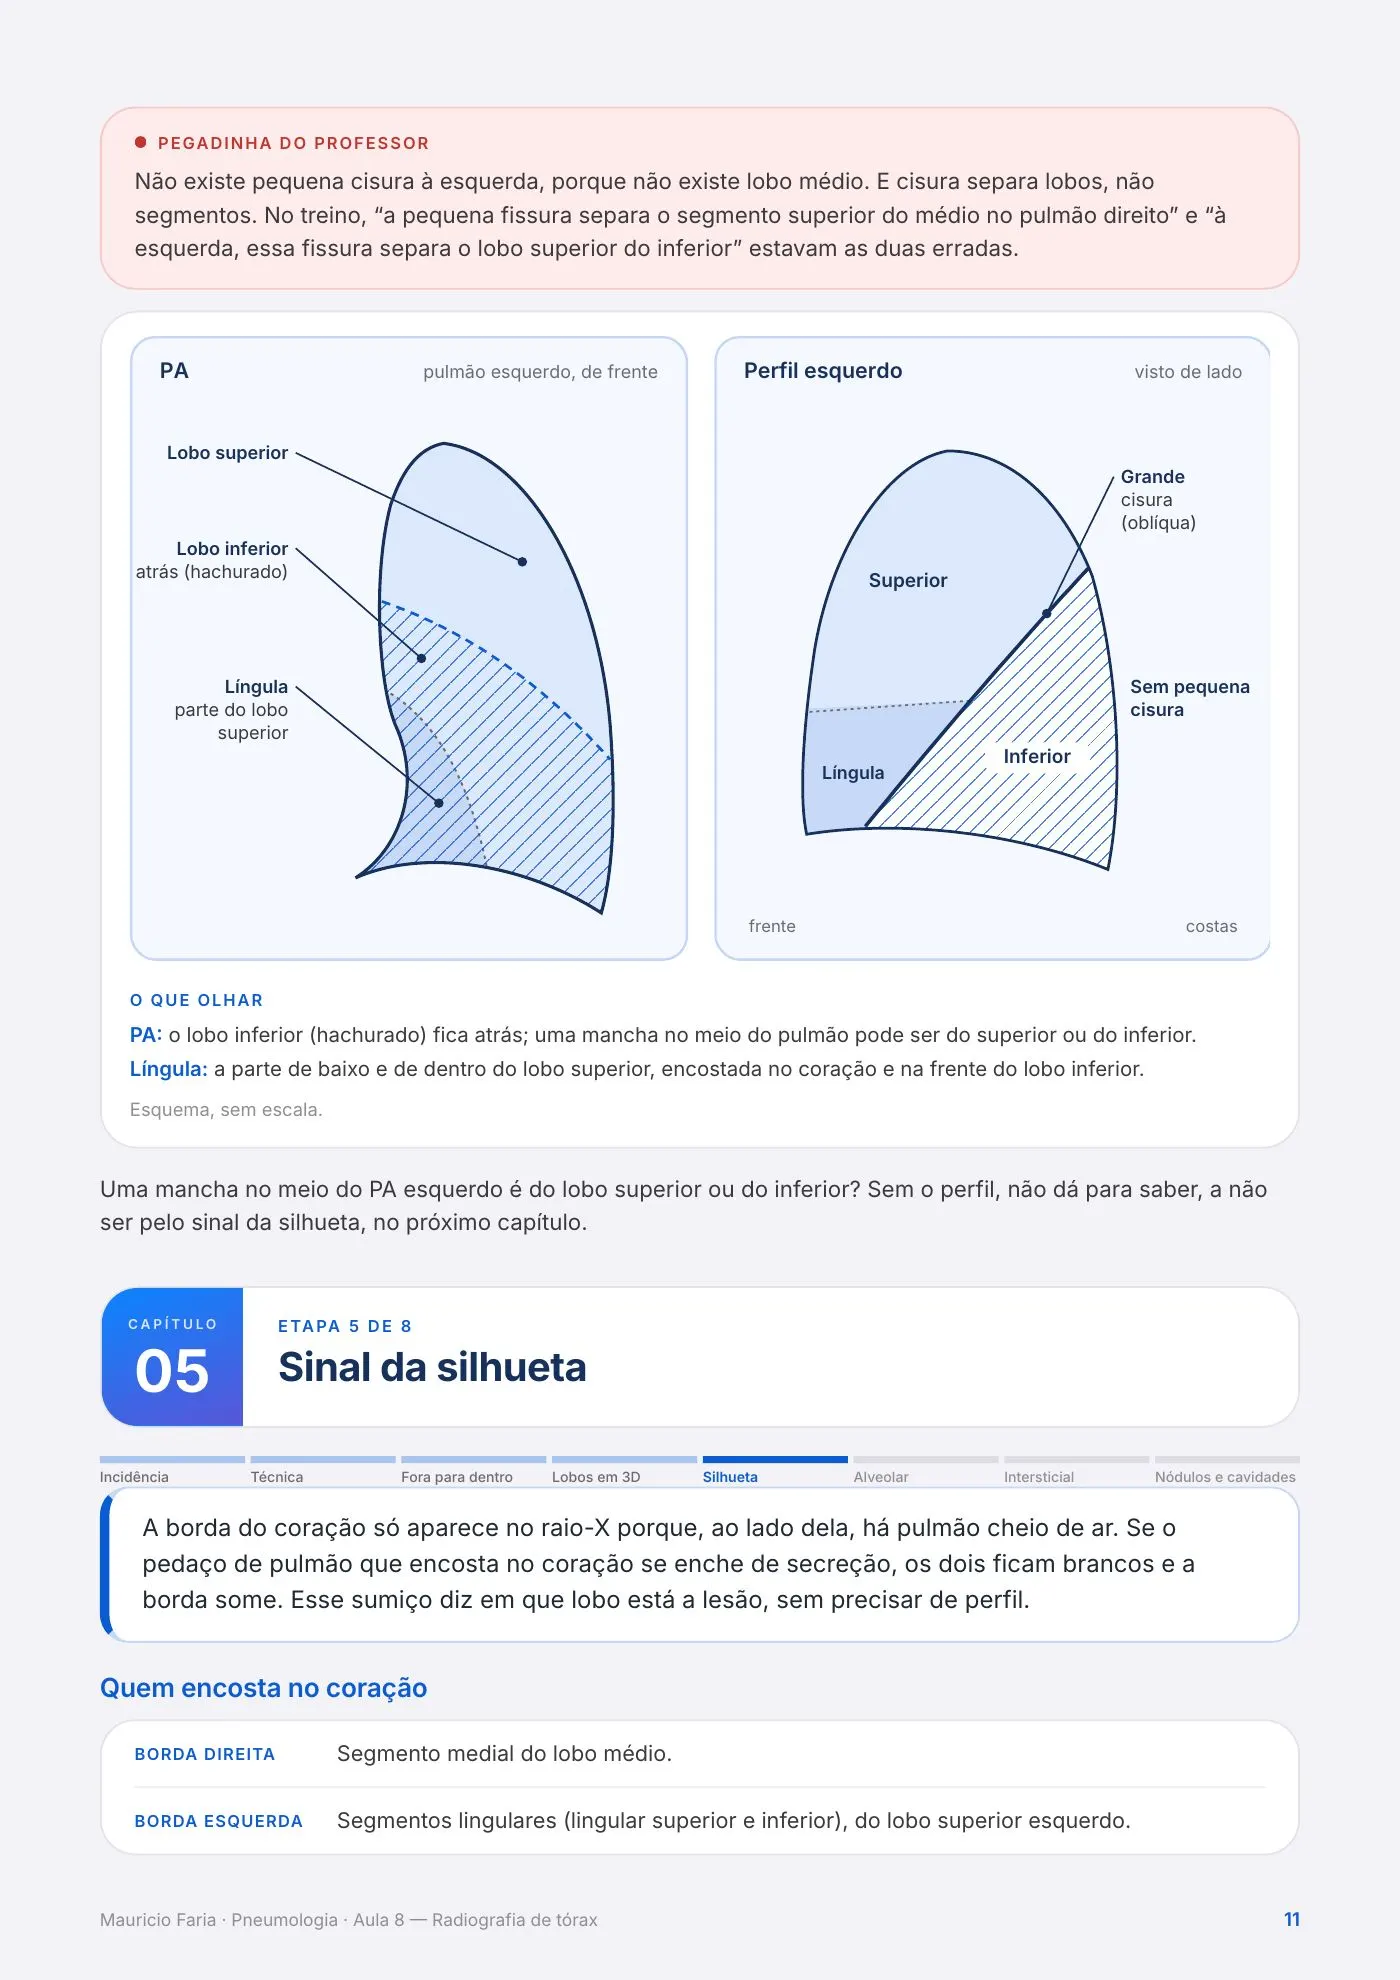 PEGADINHA DO PROFESSOR
Não existe pequena cisura à esquerda, porque não existe lobo médio. E cisura separa lobos, não
segmentos. No treino, “a pequena fissura separa o segmento superior do médio no pulmão direito” e “à
esquerda, essa fissura separa o lobo superior do inferior” estavam as duas erradas.
PA
pulmão esquerdo, de frente
Lobo superior
Lobo inferior
atrás (hachurado)
Língula
parte do lobo
superior
Perfil esquerdo
visto de lado
Grande
cisura
(oblíqua)
Superior
Sem pequena
cisura
Inferior
Língula
frente
costas
O QUE OLHAR
PA: o lobo inferior (hachurado) fica atrás; uma mancha no meio do pulmão pode ser do superior ou do inferior.
Língula: a parte de baixo e de dentro do lobo superior, encostada no coração e na frente do lobo inferior.
Esquema, sem escala.
Uma mancha no meio do PA esquerdo é do lobo superior ou do inferior? Sem o perfil, não dá para saber, a não
ser pelo sinal da silhueta, no próximo capítulo.
CAPÍTULO
05
ETAPA 5 DE 8
Sinal da silhueta
Incidência
Técnica
Fora para dentro
Lobos em 3D
Silhueta
Alveolar
Intersticial
Nódulos e cavidades
A borda do coração só aparece no raio-X porque, ao lado dela, há pulmão cheio de ar. Se o
pedaço de pulmão que encosta no coração se enche de secreção, os dois ficam brancos e a
borda some. Esse sumiço diz em que lobo está a lesão, sem precisar de perfil.
Quem encosta no coração
BORDA DIREITA
Segmento medial do lobo médio.
BORDA ESQUERDA
Segmentos lingulares (lingular superior e inferior), do lobo superior esquerdo.
Mauricio Faria · Pneumologia · Aula 8 — Radiografia de tórax
11